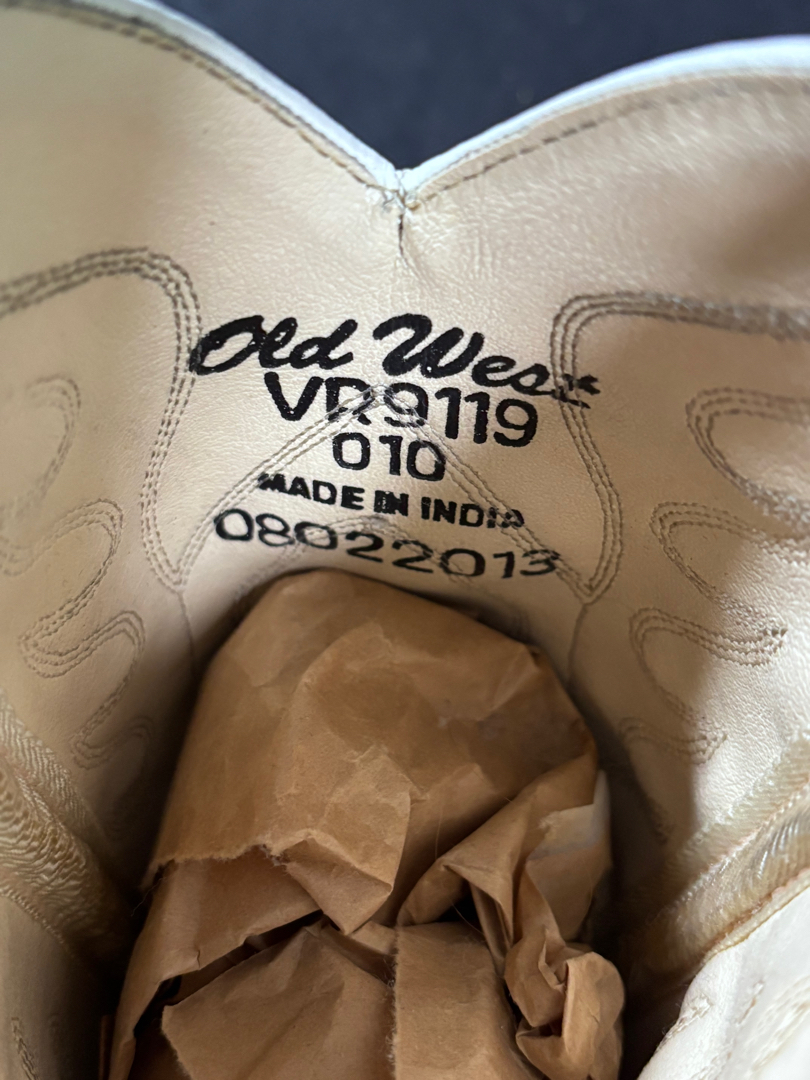 Old West
VR9119
010
MADE IN INDIA
08022013